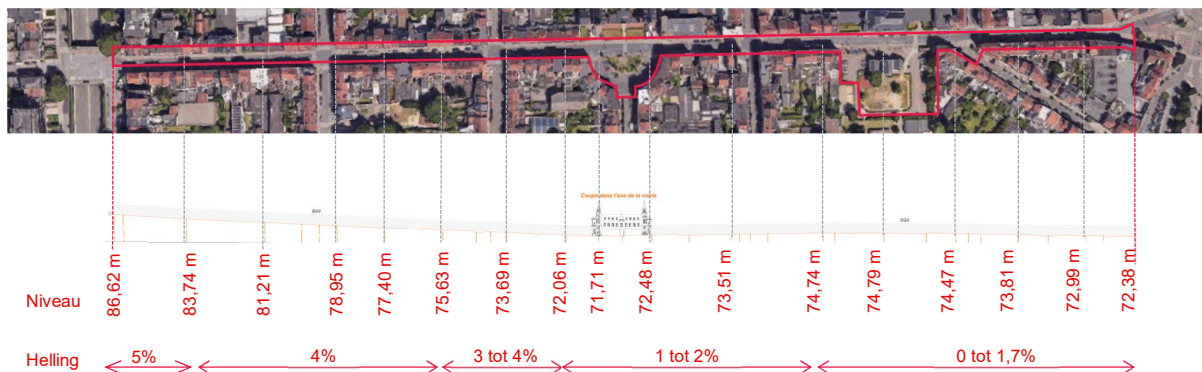 Coupe dans l'axe de la voirie
Niveau
86,62 m
83,74 m
81,21 m
78,95 m
77,40 m
75,63 m
73,69 m
72,06 m
71,71 m
72,48 m
73,51 m
74,74 m
74,79 m
74,47 m
73,81 m
72,99 m
72,38 m
Helling
5%
4%
3 tot 4%
1 tot 2%
0 tot 1,7%